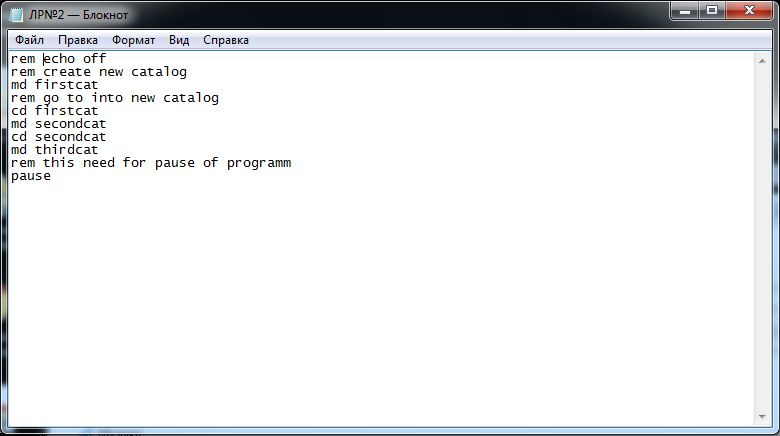 ЛР№2 — Блокнот
Файл Правка Формат Вид Справка
rem echo off
rem create new catalog
md firstcat
rem go to into new catalog
cd firstcat
md secondcat
cd secondcat
md thirdcat
rem this need for pause of programm
pause